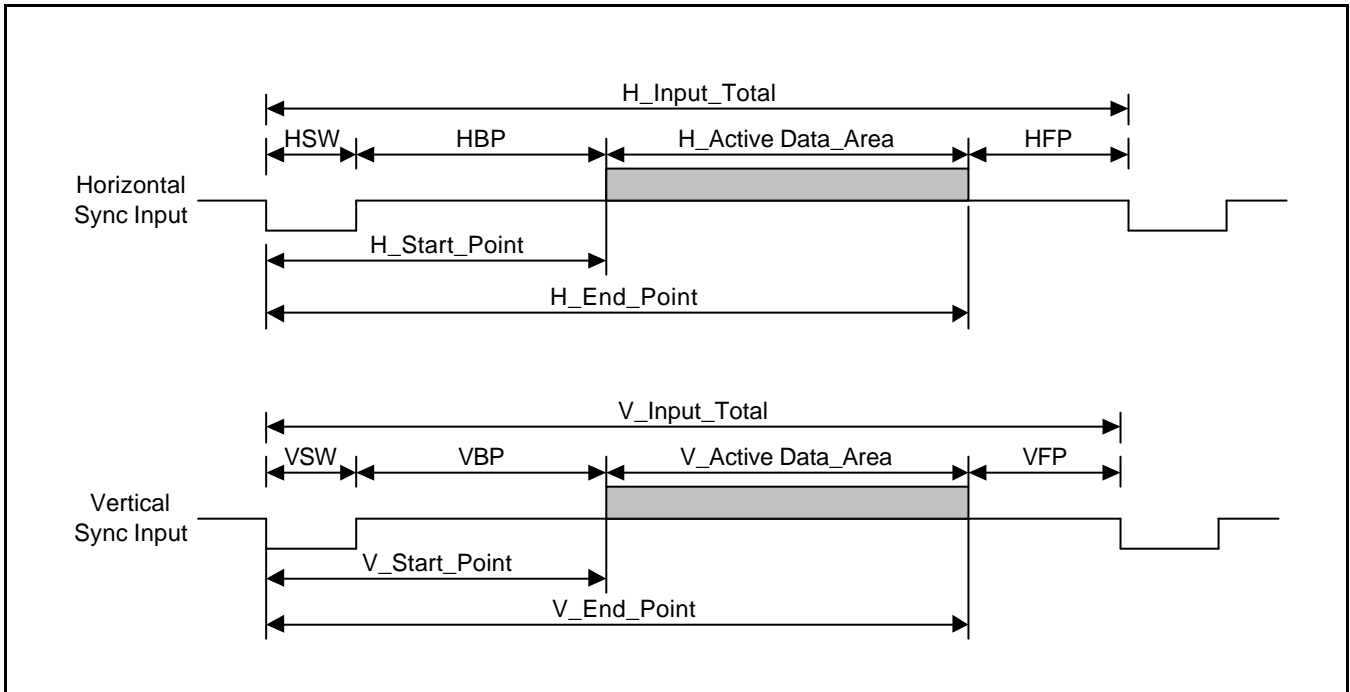 H_Input_Total
HSW HBP H_Active Data_Area HFP
Horizontal
Sync Input
H_Start_Point
H_End_Point
V_Input_Total
VSW VBP V_Active Data_Area VFP
Vertical
Sync Input
V_Start_Point
V_End_Point